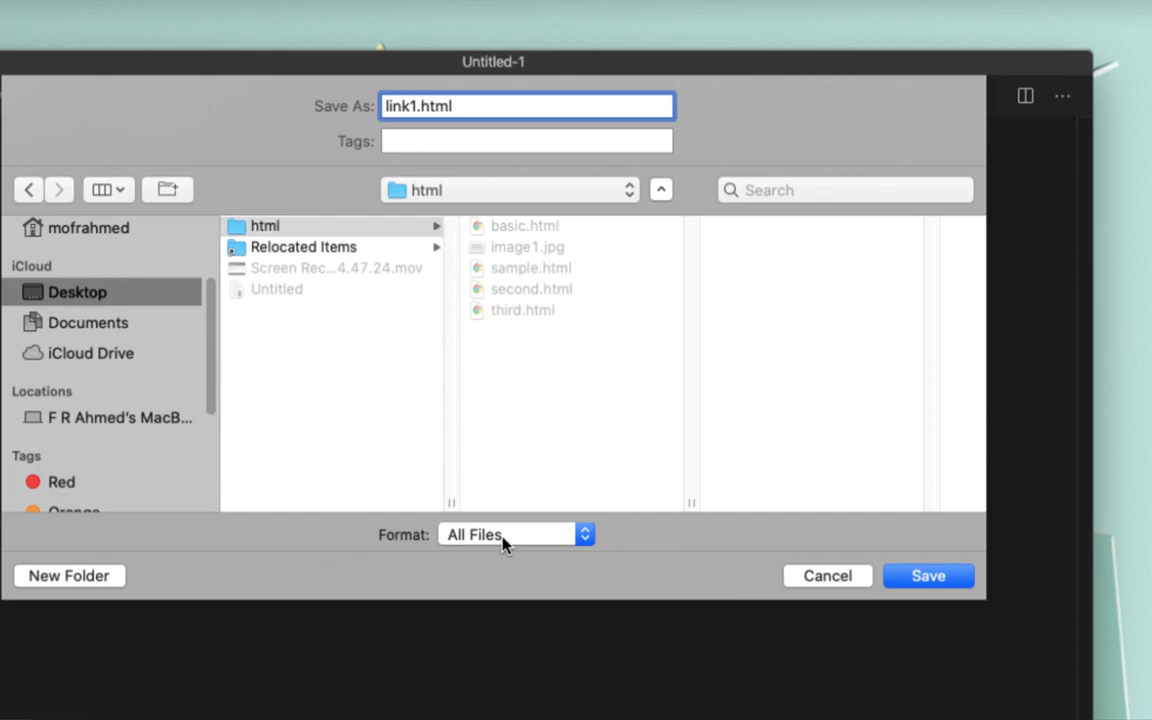 Untitled-1
Save As: link1.html
Tags:
html
Search
mofrahmed
iCloud
Desktop
Documents
iCloud Drive
Locations
F R Ahmed's MacB...
Tags
Red
Orange
html
Relocated Items
Screen Rec...4.47.24.mov
Untitled
basic.html
image1.jpg
sample.html
second.html
third.html
Format: All Files
New Folder
Cancel
Save